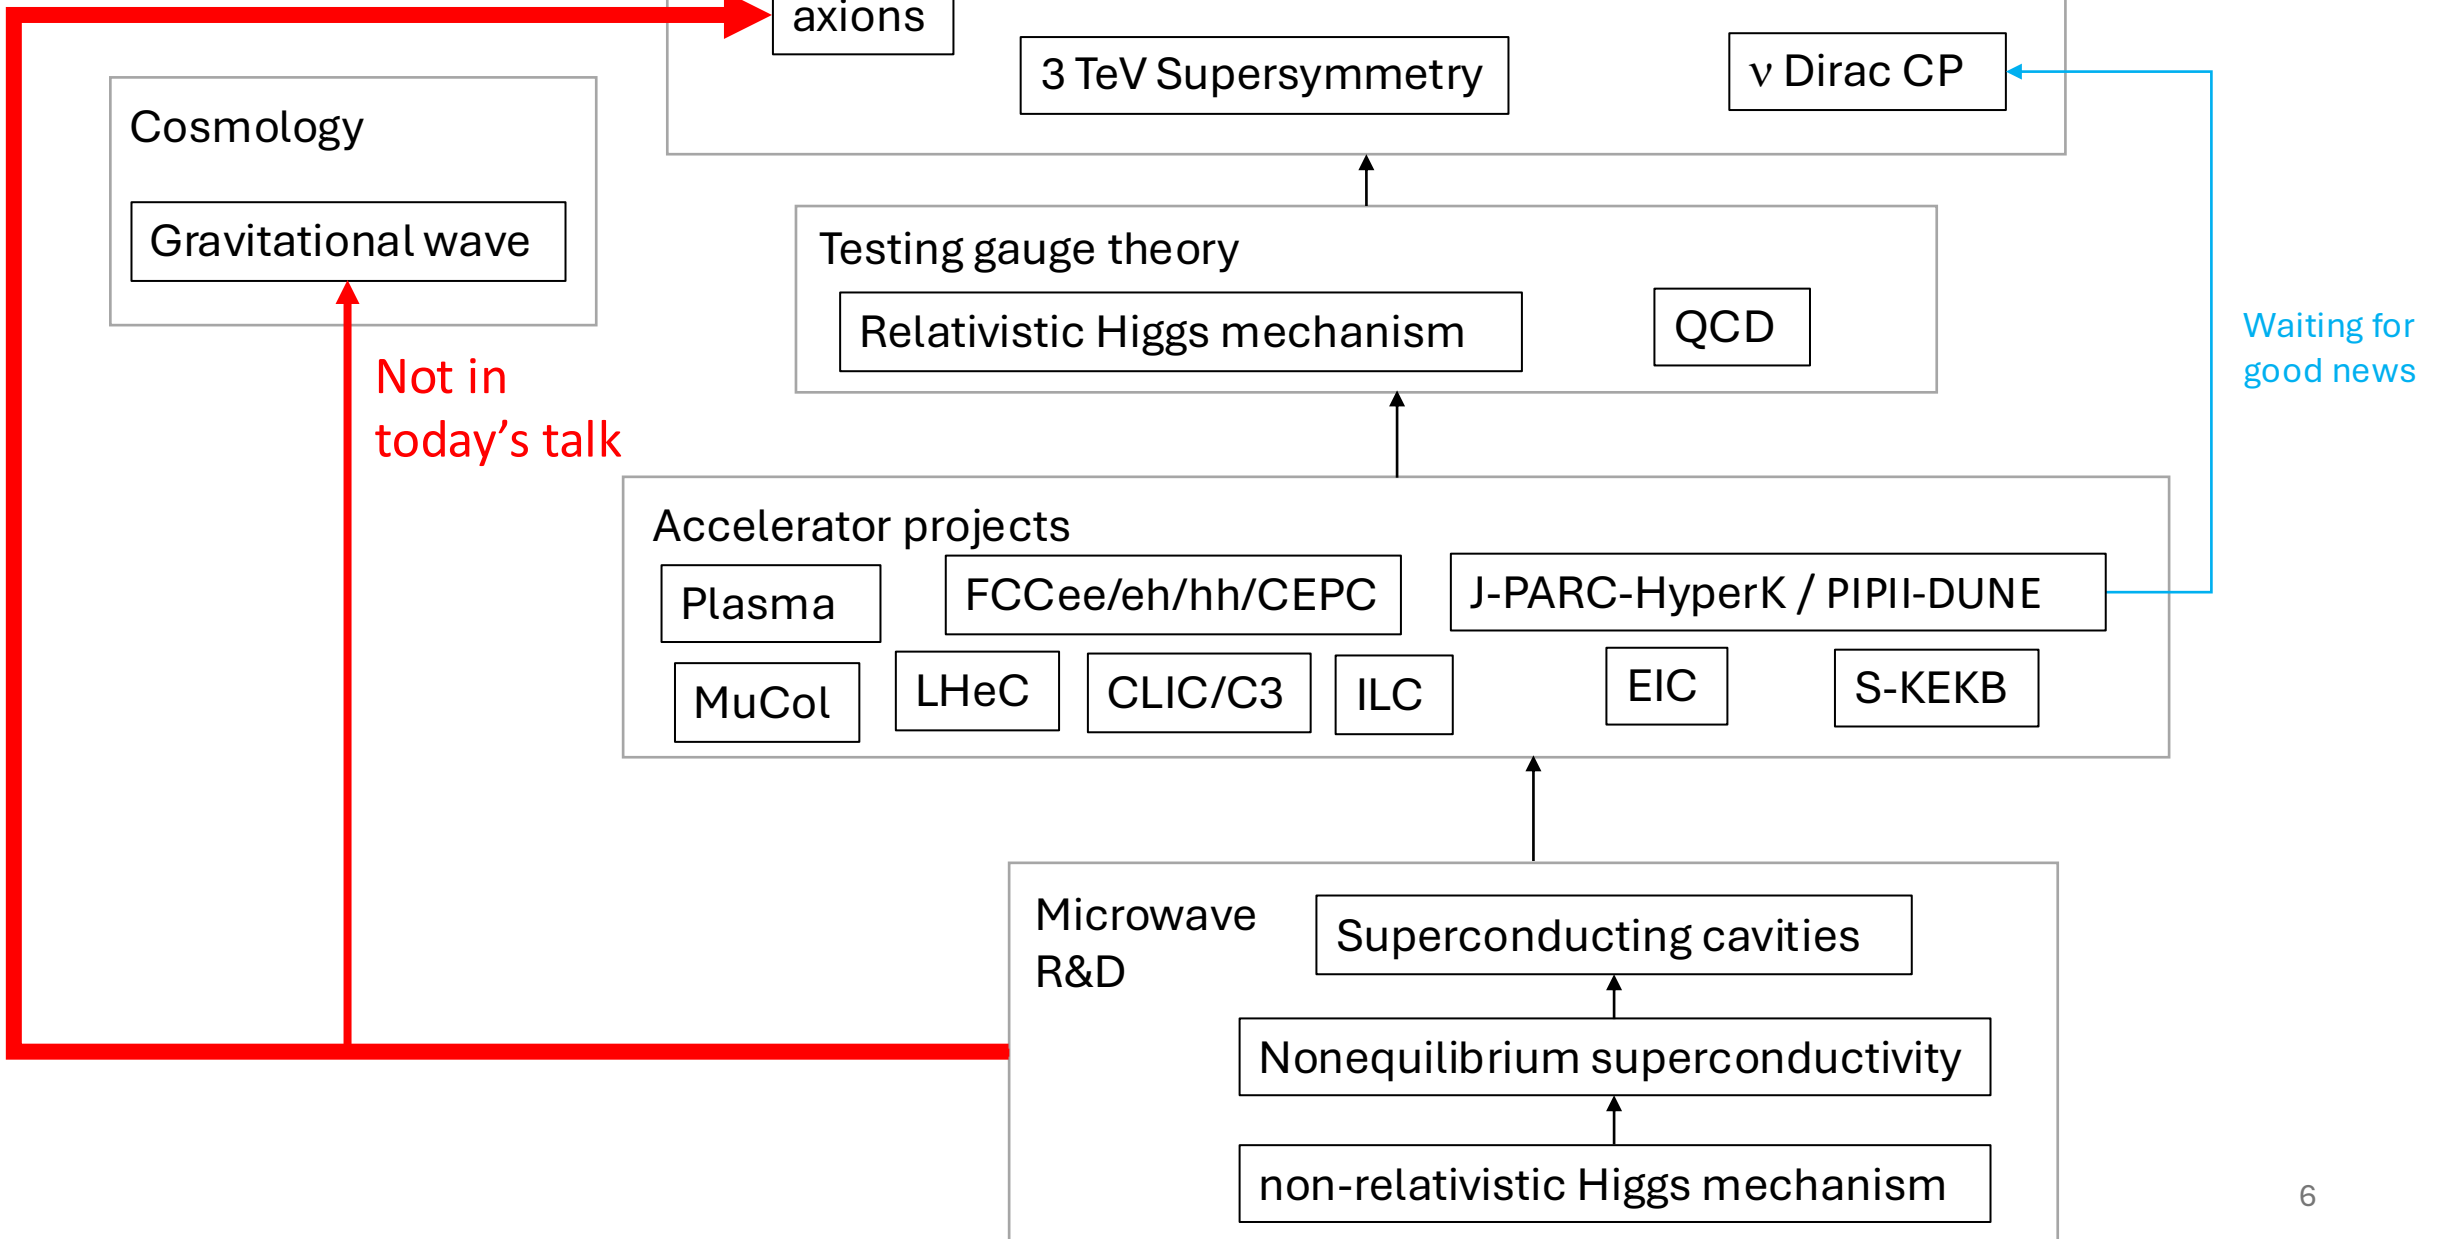 axions
3 TeV Supersymmetry
ν Dirac CP
Cosmology
Gravitational wave
Testing gauge theory
Relativistic Higgs mechanism
QCD
Waiting for
good news
Not in
today’s talk
Accelerator projects
Plasma
FCCee/eh/hh/CEPC
J-PARC-HyperK / PIPII-DUNE
MuCol
LHeC
CLIC/C3
ILC
EIC
S-KEKB
Microwave
R&D
Superconducting cavities
Nonequilibrium superconductivity
non-relativistic Higgs mechanism
6